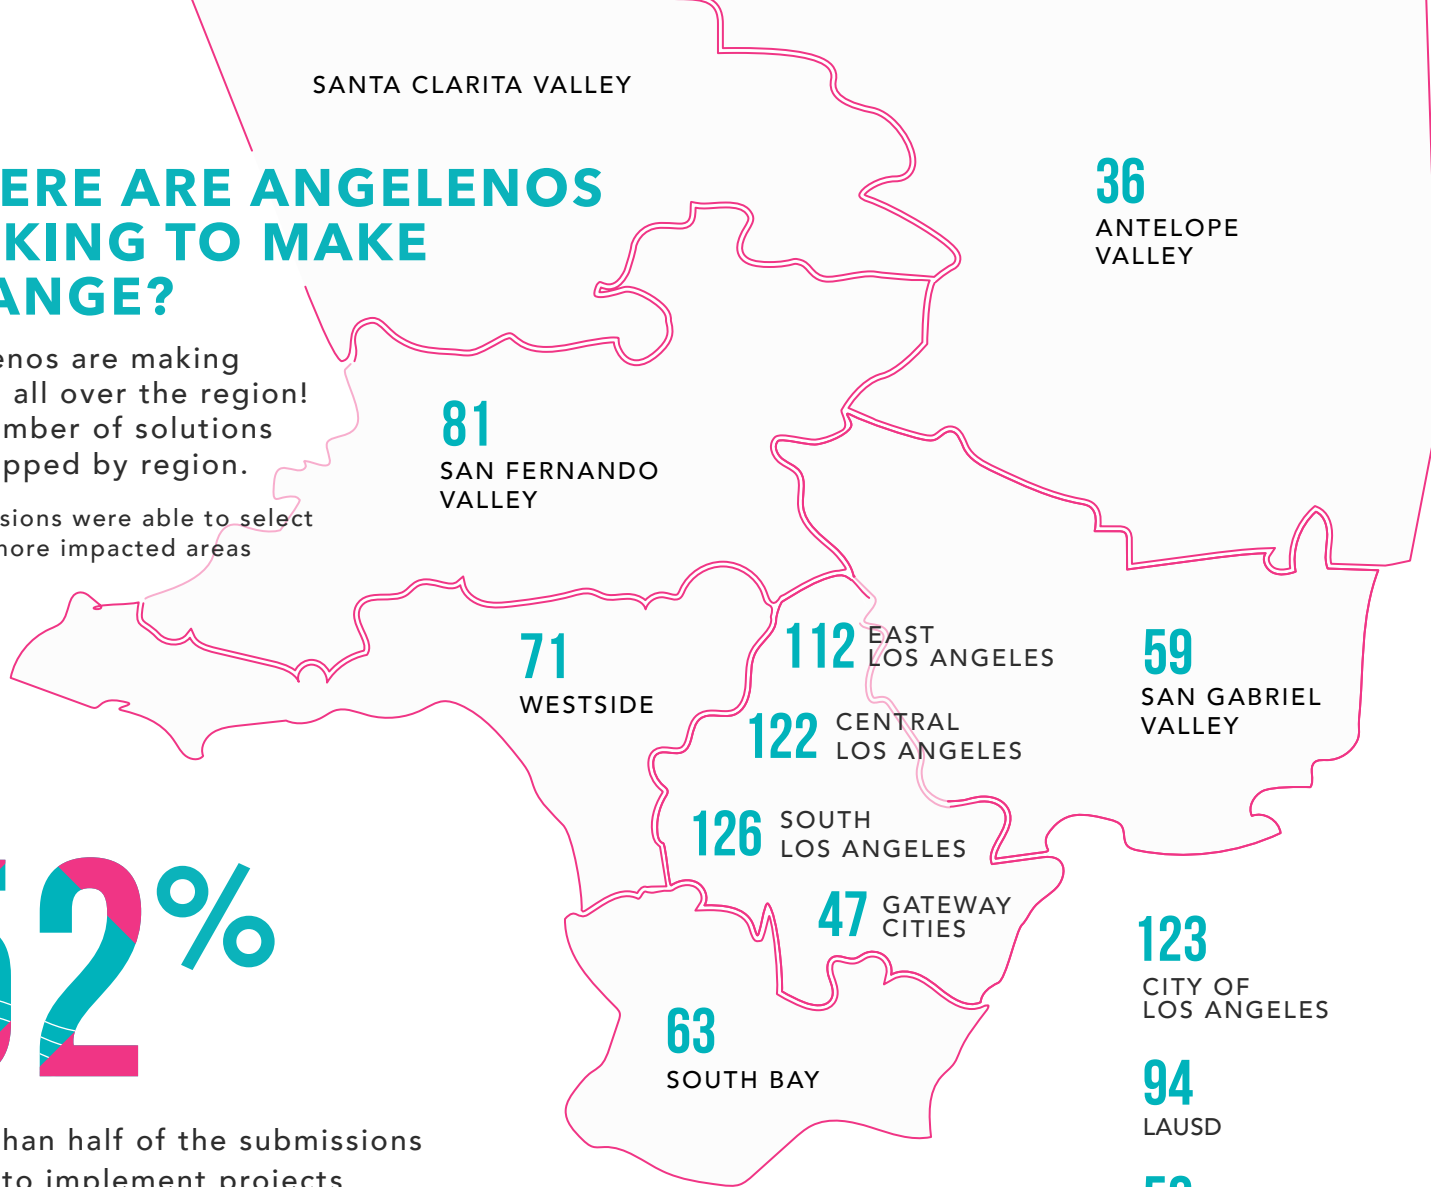 SANTA CLARITA VALLEY
ERE ARE ANGELENOS
KING TO MAKE
ANGE?
enos are making
all over the region!
mber of solutions
pped by region.
sions were able to select
more impacted areas
36
ANTELOPE
VALLEY
81
SAN FERNANDO
VALLEY
71
WESTSIDE
112 EAST
LOS ANGELES
59
SAN GABRIEL
VALLEY
122 CENTRAL
LOS ANGELES
126 SOUTH
LOS ANGELES
47 GATEWAY
CITIES
63
SOUTH BAY
52%
han half of the submissions
to implement projects
123
CITY OF
LOS ANGELES
94
LAUSD